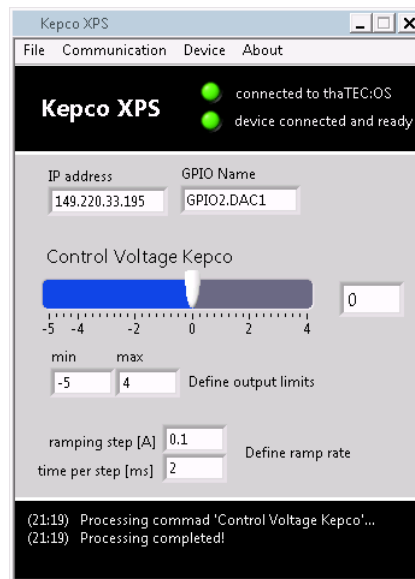 Kepco XPS
File Communication Device About
Kepco XPS
connected to thaTEC:OS
device connected and ready
IP address GPIO Name
149.220.33.195 GPIO2.DAC1
Control Voltage Kepco
0
-5 -4 -2 0 2 4
min max
-5 4 Define output limits
ramping step [A] 0.1
time per step [ms] 2
Define ramp rate
(21:19) Processing commad 'Control Voltage Kepco'...
(21:19) Processing completed!